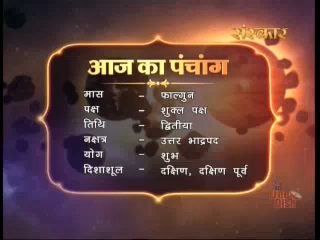 संस्कार
आज का पंचांग
मास – फाल्गुन
पक्ष – शुक्ल पक्ष
तिथि – द्वितीया
नक्षत्र – उत्तर भाद्रपद
योग – शुभ
दिशाशूल – दक्षिण, दक्षिण पूर्व